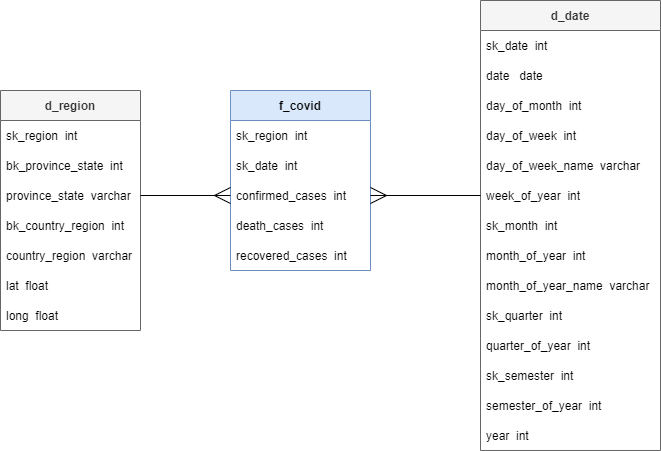 d_region
sk_region int
bk_province_state int
province_state varchar
bk_country_region int
country_region varchar
lat float
long float
f_covid
sk_region int
sk_date int
confirmed_cases int
death_cases int
recovered_cases int
d_date
sk_date int
date date
day_of_month int
day_of_week int
day_of_week_name varchar
week_of_year int
sk_month int
month_of_year int
month_of_year_name varchar
sk_quarter int
quarter_of_year int
sk_semester int
semester_of_year int
year int